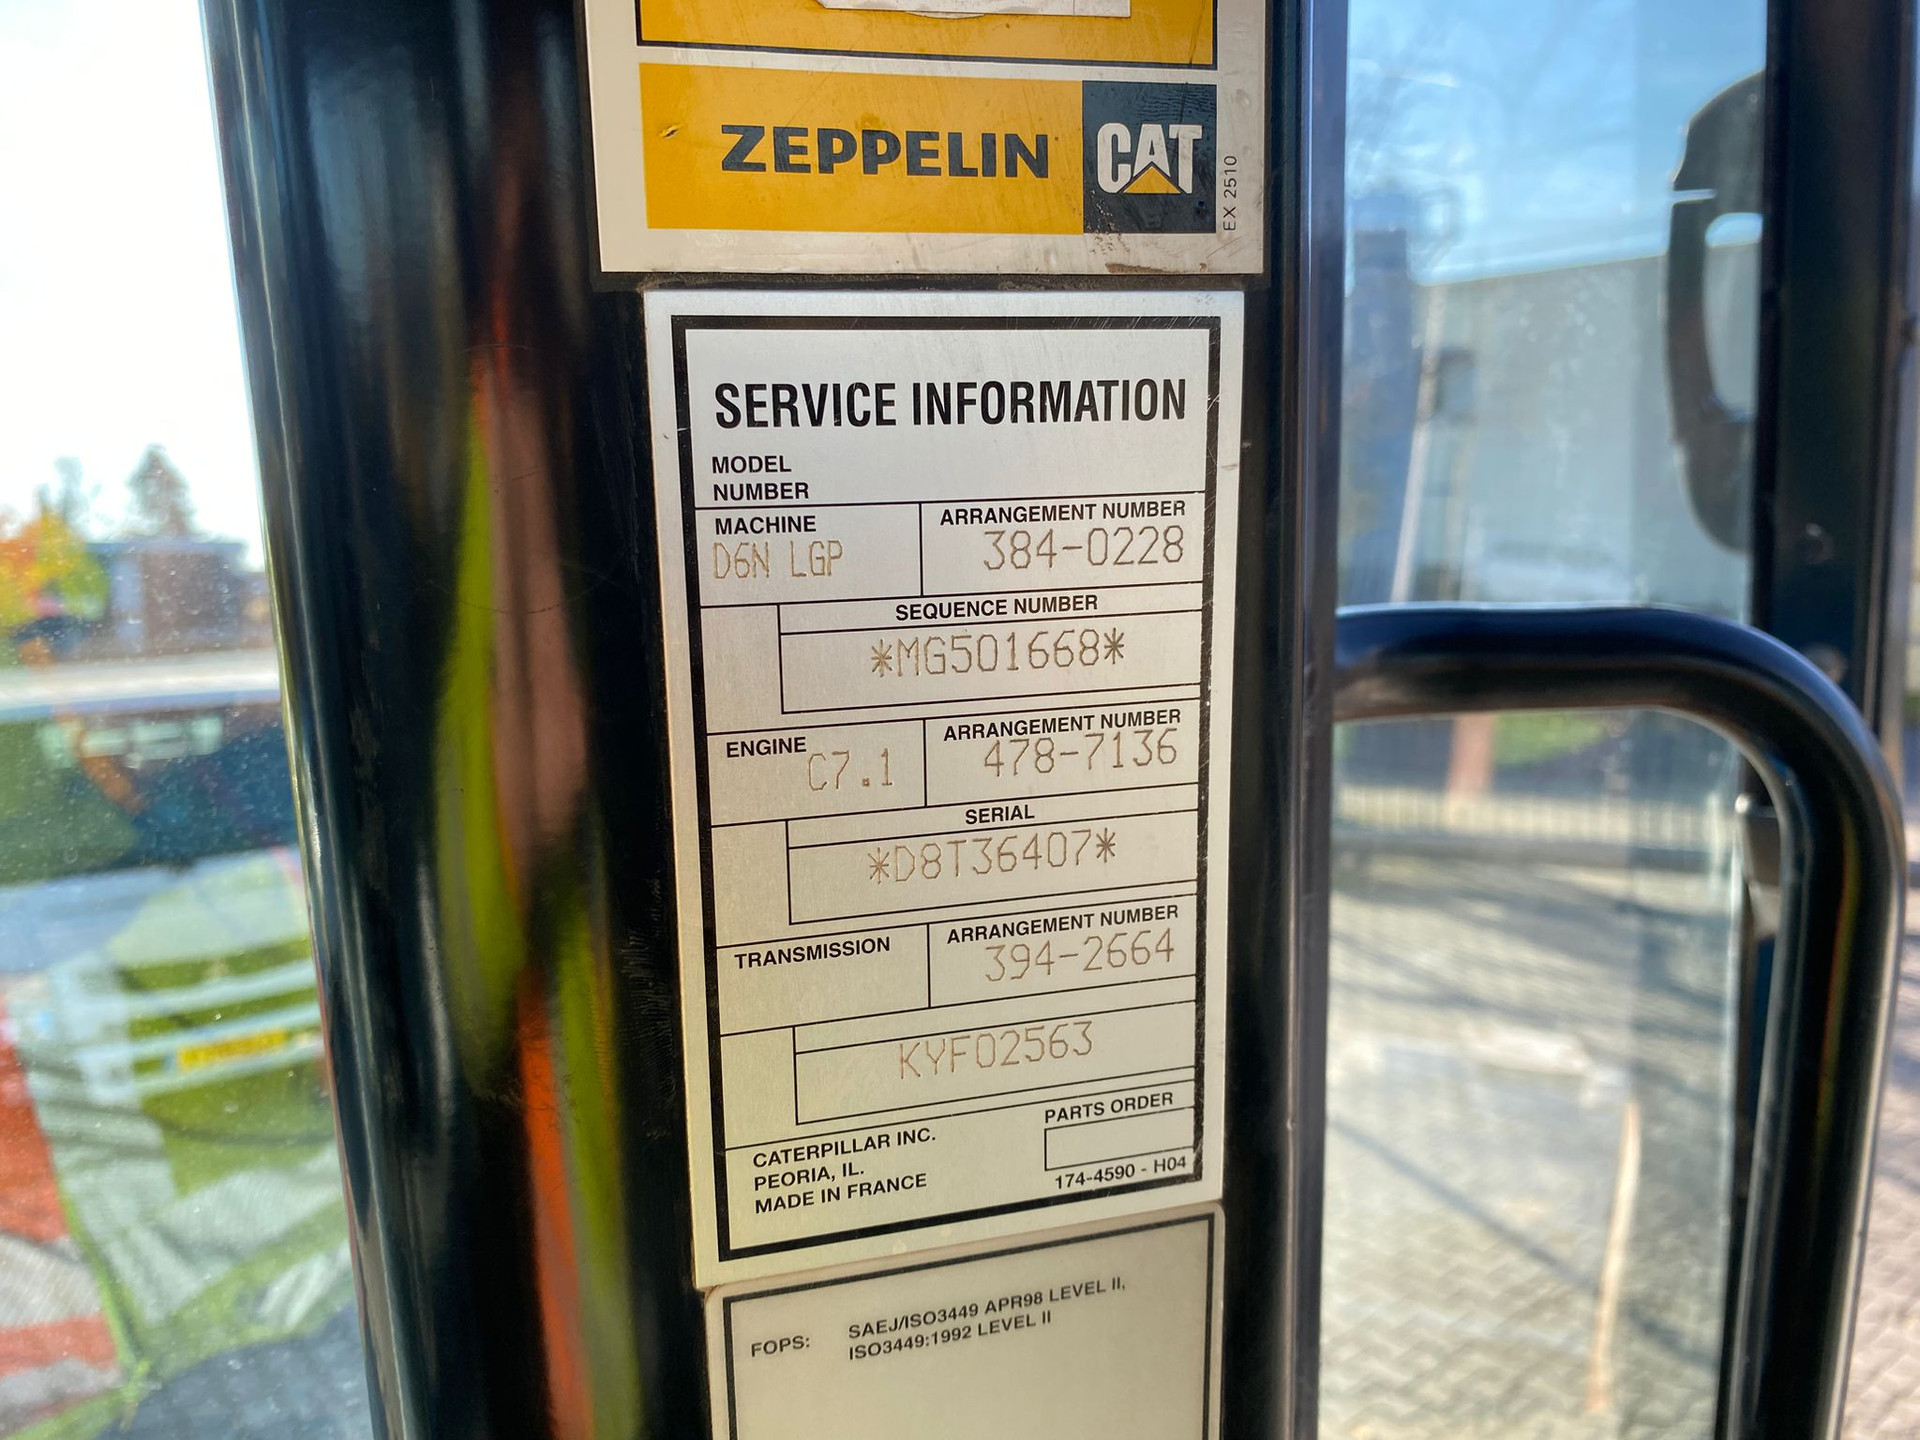 ZEPPELIN CAT
EX 2510
SERVICE INFORMATION
MODEL
NUMBER
MACHINE
D6N LGP
ARRANGEMENT NUMBER
384-0228
SEQUENCE NUMBER
*MG501668*
ENGINE
C7.1
ARRANGEMENT NUMBER
478-7136
SERIAL
*D8T36407*
TRANSMISSION
ARRANGEMENT NUMBER
394-2664
KYF02563
CATERPILLAR INC.
PEORIA, IL.
MADE IN FRANCE
PARTS ORDER
174-4590 - H04
FOPS:
SAEJ/ISO3449 APR98 LEVEL II,
ISO3449:1992 LEVEL II